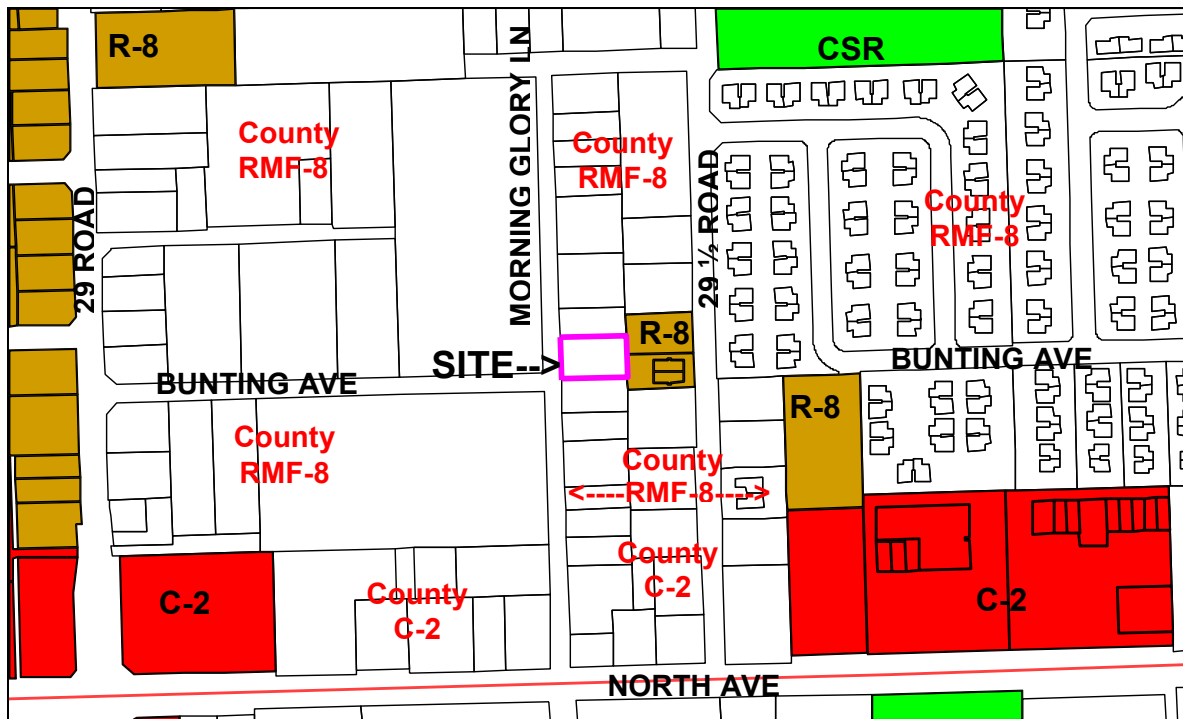 R-8
CSR
MORNING GLORY LN
County
RMF-8
County
RMF-8
29 ROAD
29 ½ ROAD
County
RMF-8
R-8
SITE-->
BUNTING AVE
BUNTING AVE
R-8
County
RMF-8
County
<----RMF-8---->
County
C-2
C-2
County
C-2
C-2
NORTH AVE